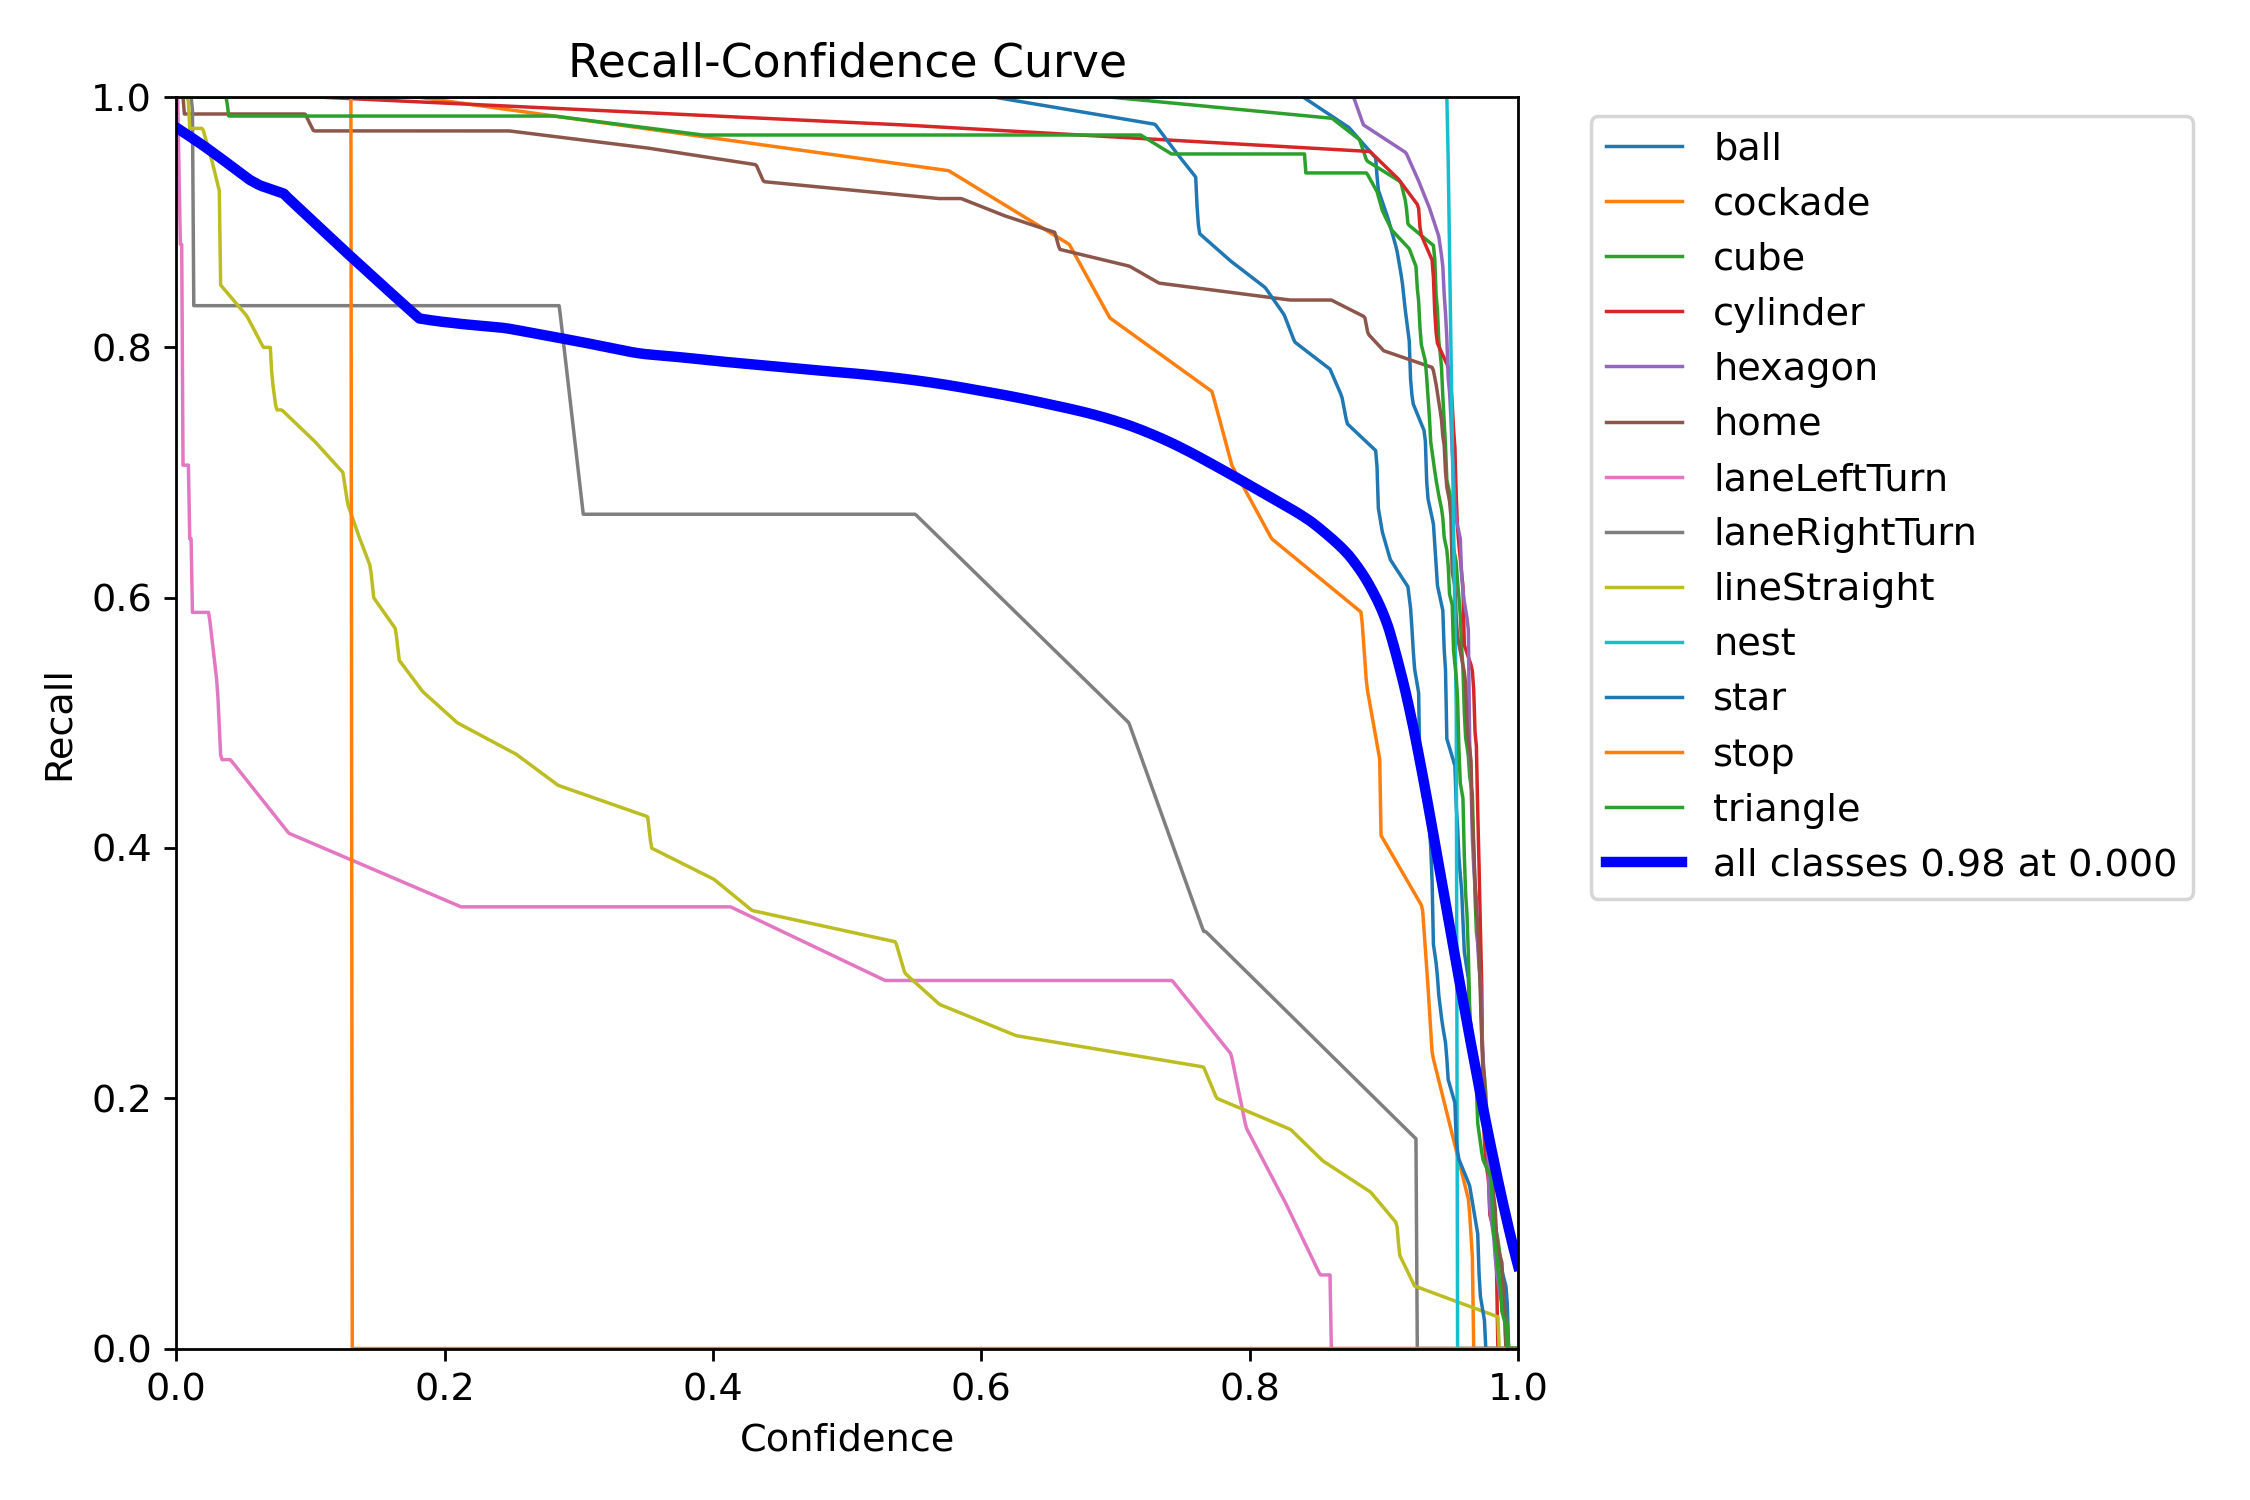 Recall-Confidence Curve
1.0
0.8
0.6
0.4
0.2
0.0
Recall
0.0 0.2 0.4 0.6 0.8 1.0
Confidence
ball
cockade
cube
cylinder
hexagon
home
laneLeftTurn
laneRightTurn
lineStraight
nest
star
stop
triangle
all classes 0.98 at 0.000